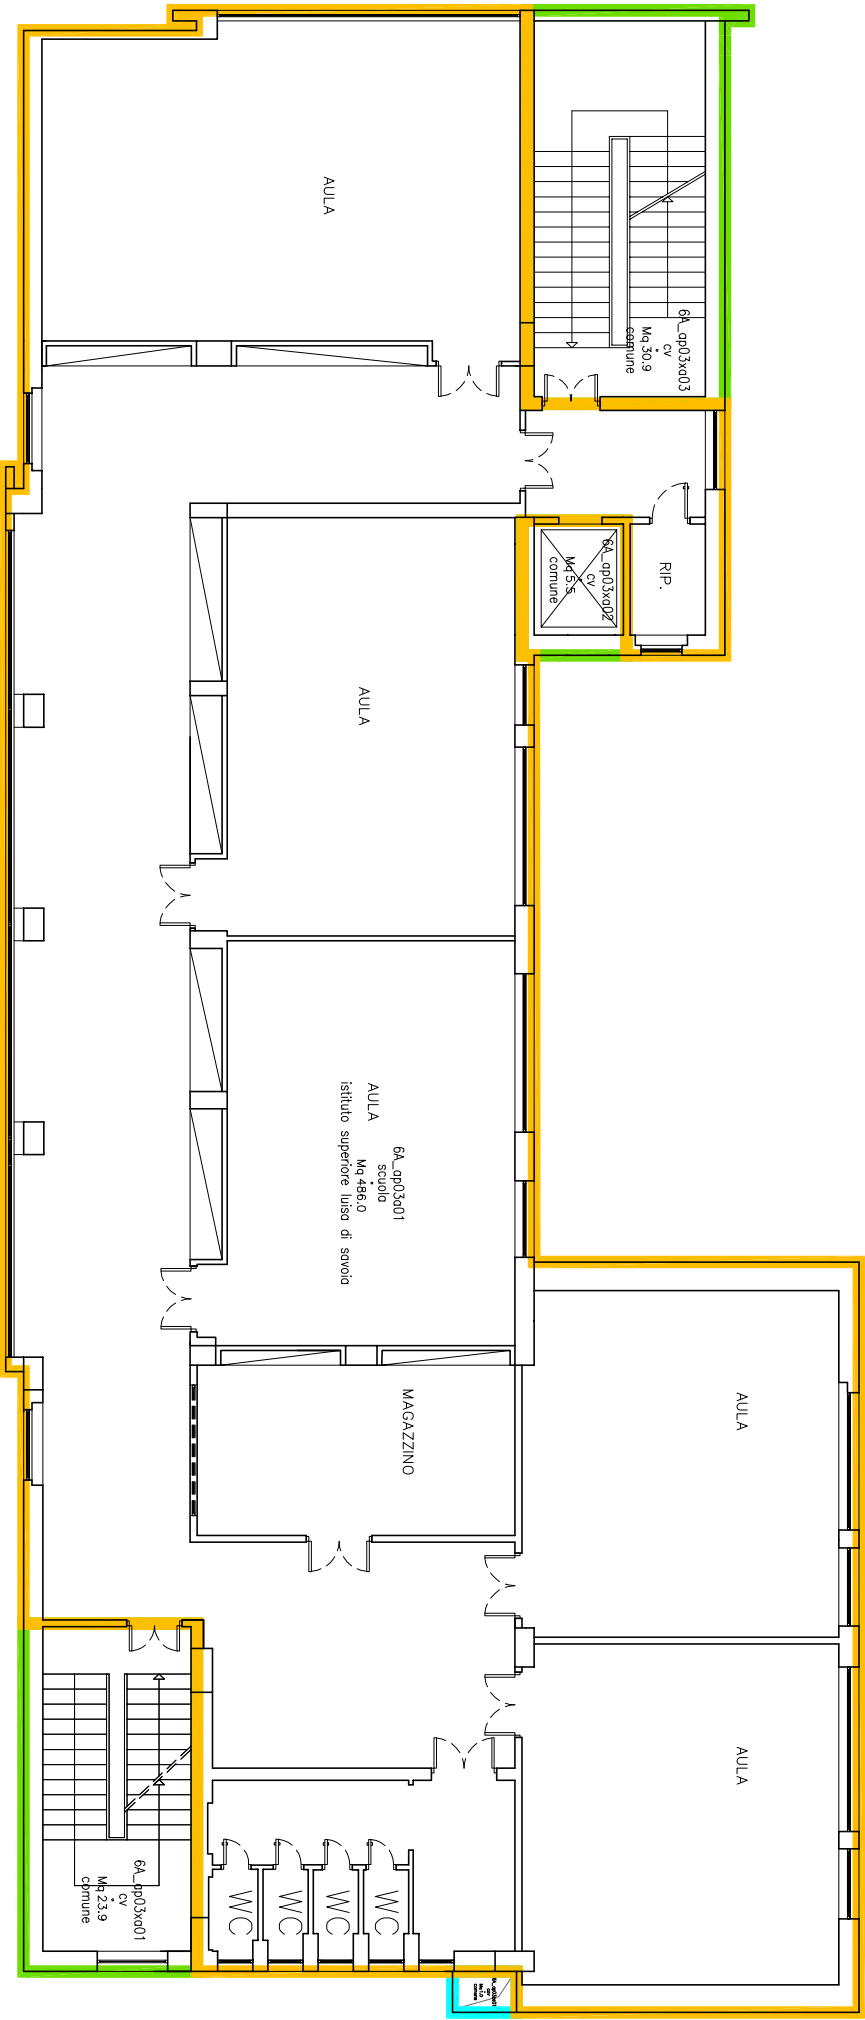 AULA
6A_ap03xa03
cv
Mq 30.9
comune
RIP.
6A_ap03xa02
cv
Mq 5.5
comune
AULA
AULA
6A_ap03a01
scuola
Mq 486.0
istituto superiore luisa di savoia
MAGAZZINO
AULA
AULA
6A_ap03xa01
cv
Mq 23.9
comune
WC
WC
WC
WC
comune